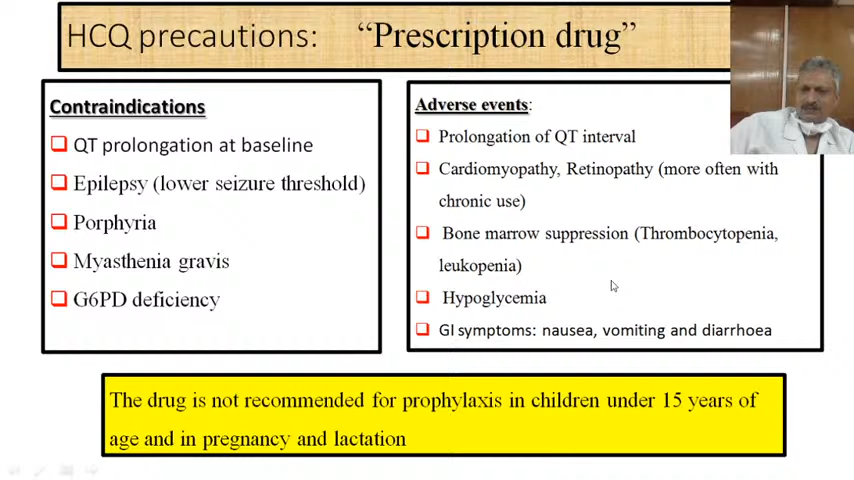 HCQ precautions: “Prescription drug”
Contraindications
QT prolongation at baseline
Epilepsy (lower seizure threshold)
Porphyria
Myasthenia gravis
G6PD deficiency
Adverse events:
Prolongation of QT interval
Cardiomyopathy, Retinopathy (more often with
chronic use)
Bone marrow suppression (Thrombocytopenia,
leukopenia)
Hypoglycemia
GI symptoms: nausea, vomiting and diarrhoea
The drug is not recommended for prophylaxis in children under 15 years of
age and in pregnancy and lactation